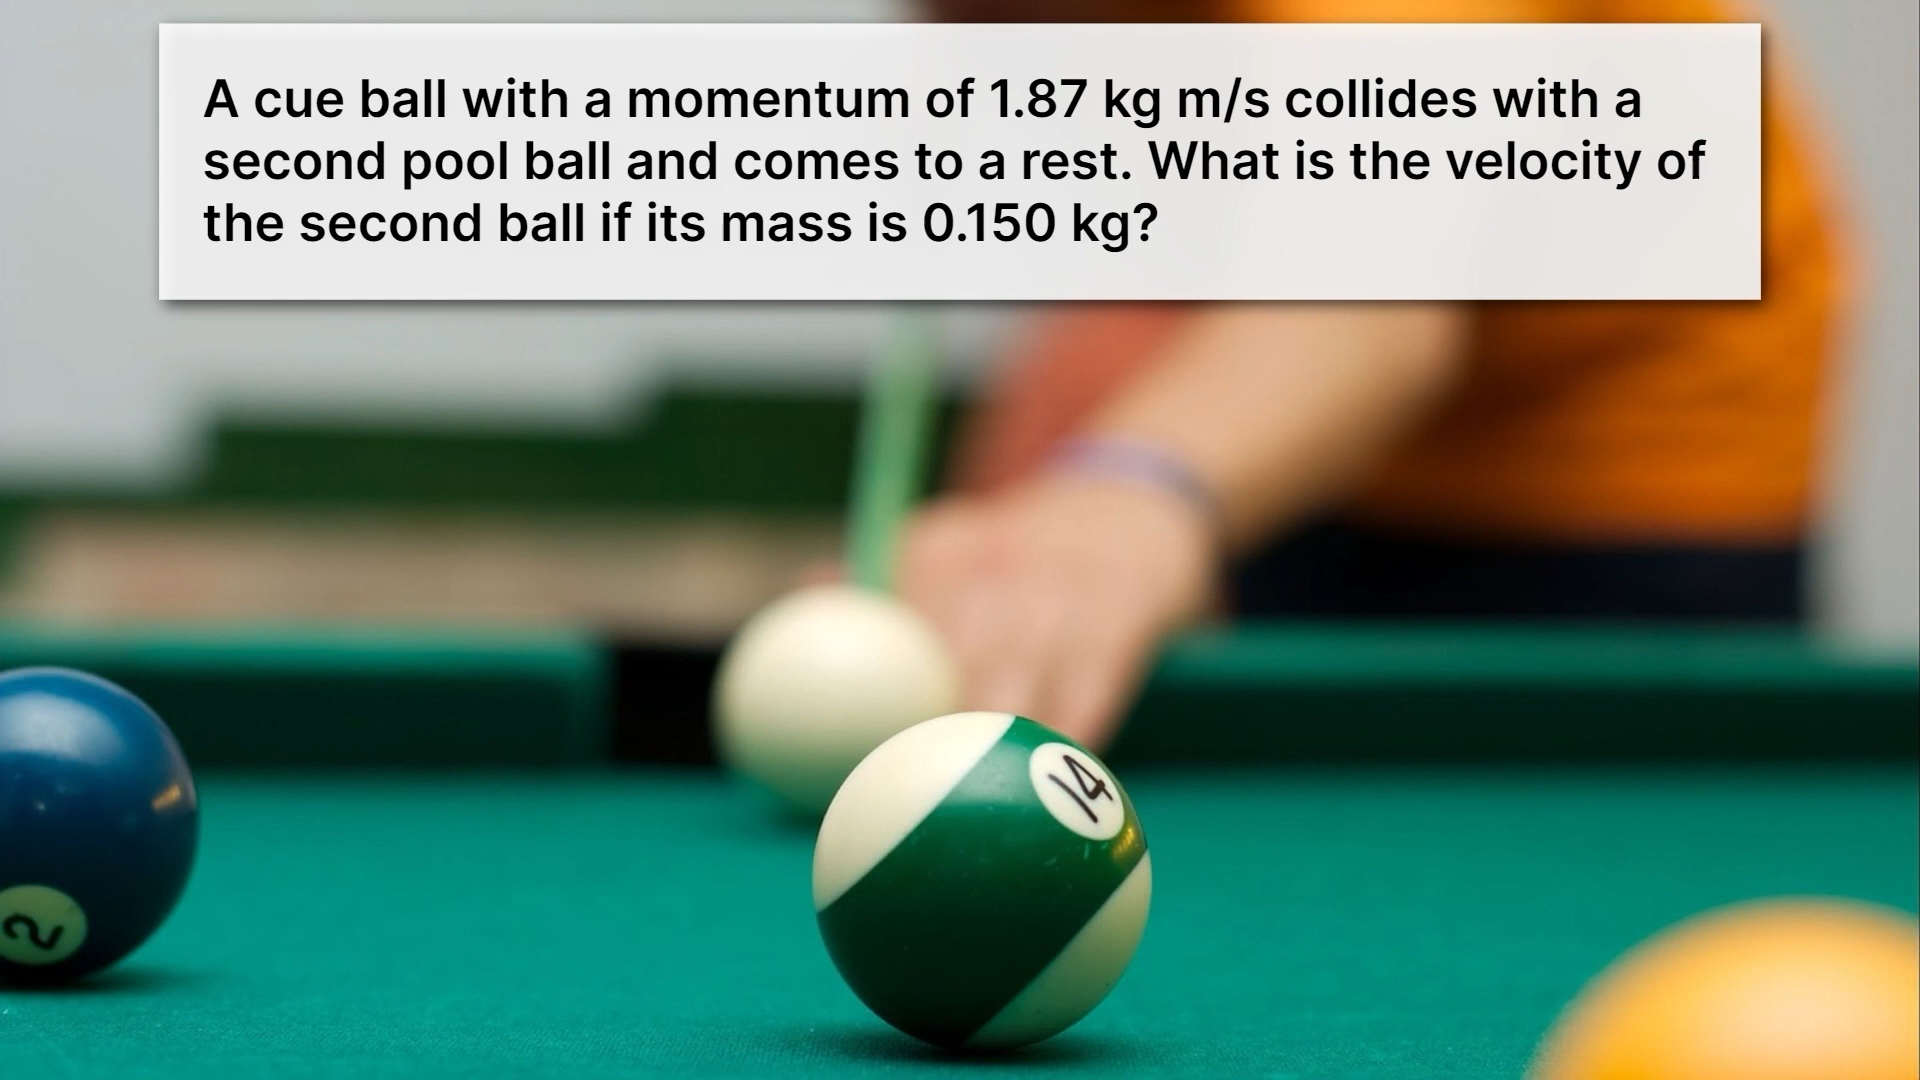 A cue ball with a momentum of 1.87 kg m/s collides with a
second pool ball and comes to a rest. What is the velocity of
the second ball if its mass is 0.150 kg?
14
2